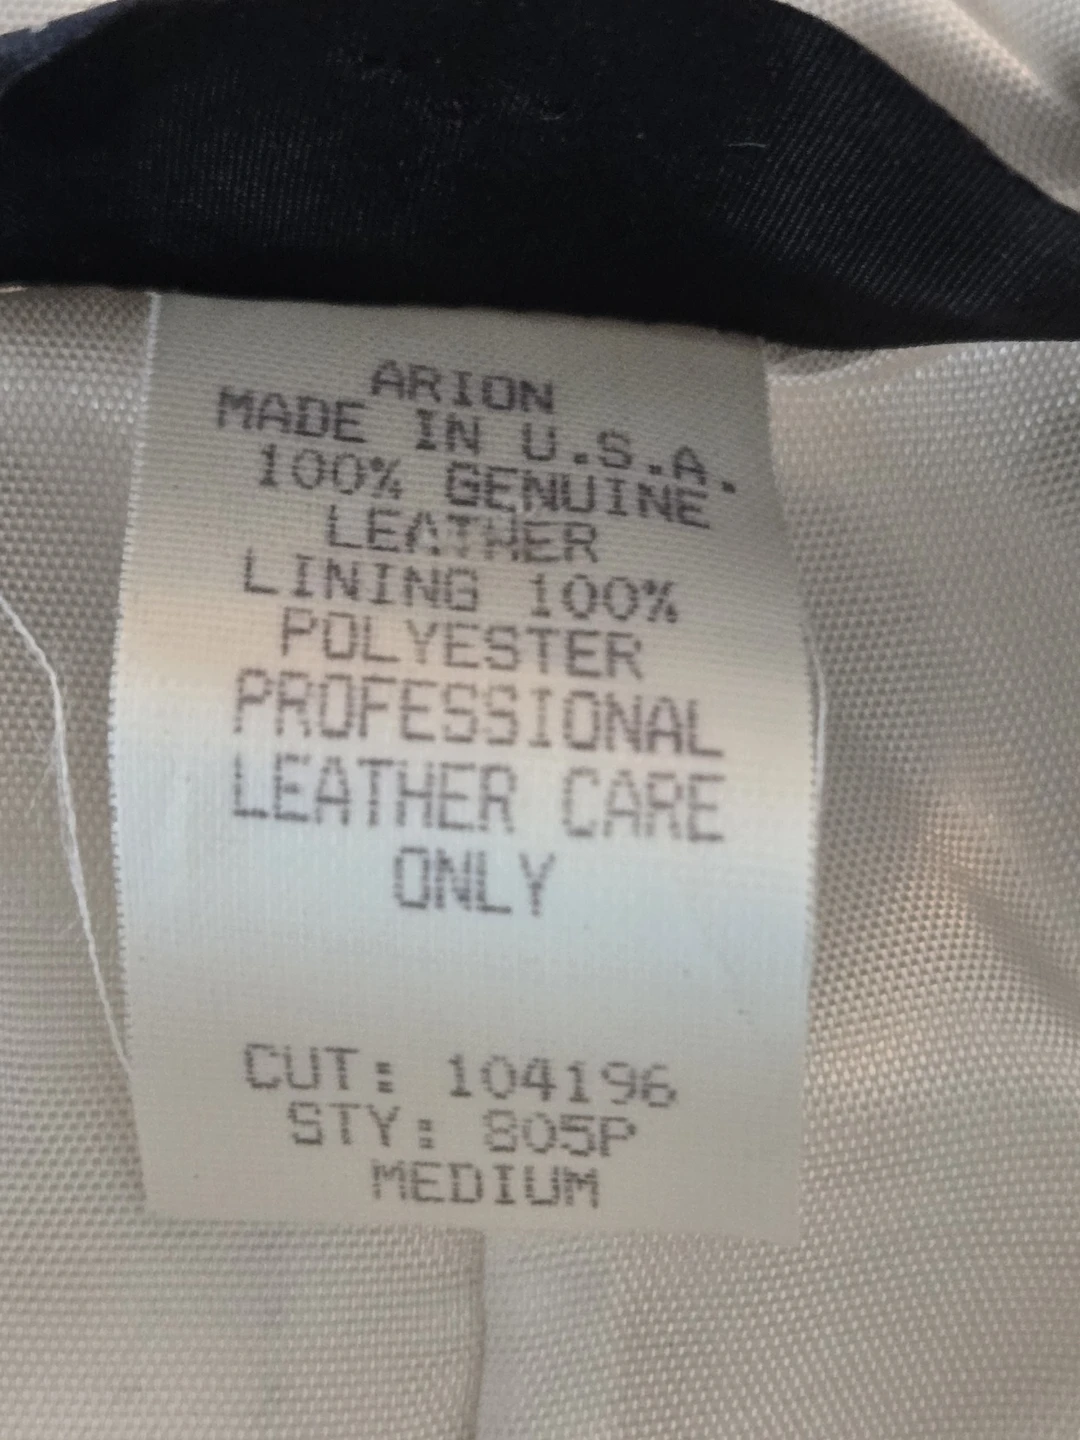 ARION
MADE IN U.S.A.
100% GENUINE
LEATHER
LINING 100%
POLYESTER
PROFESSIONAL
LEATHER CARE
ONLY
CUT: 104196
STY: 805P
MEDIUM